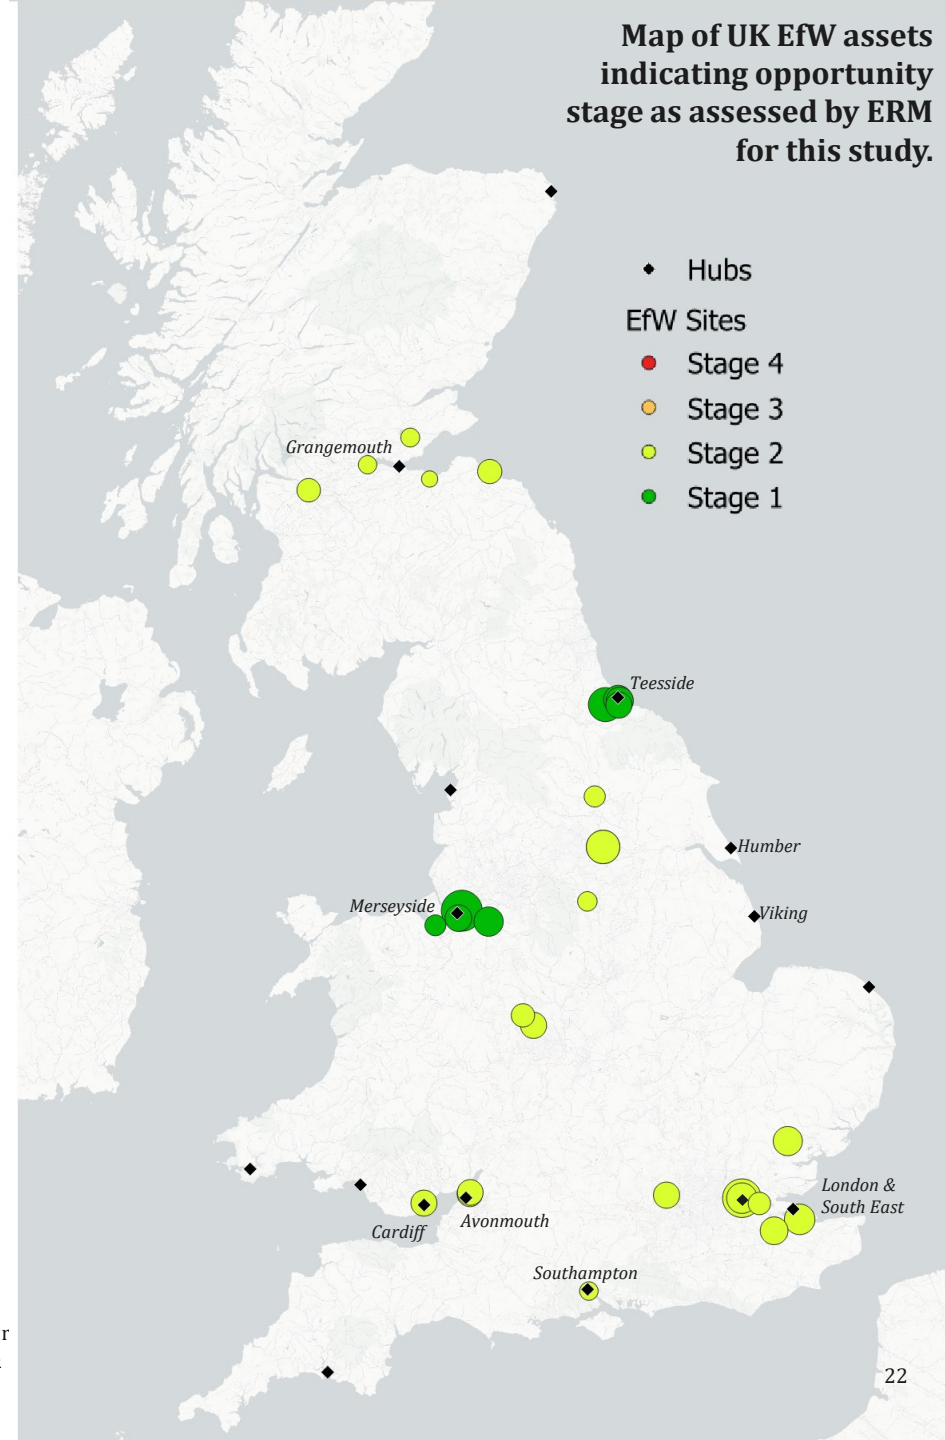 Map of UK EfW assets
indicating opportunity
stage as assessed by ERM
for this study.
Hubs
EfW Sites
Stage 4
Stage 3
Stage 2
Stage 1
Grangemouth
Teesside
Humber
Merseyside
Viking
London &
South East
Cardiff
Avonmouth
Southampton
r
22